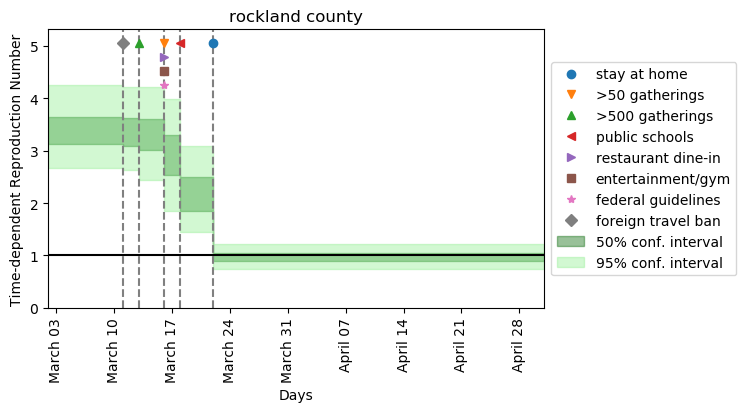 rockland county
Time-dependent Reproduction Number
5
4
3
2
1
0
March 03
March 10
March 17
March 24
March 31
April 07
April 14
April 21
April 28
Days
stay at home
>50 gatherings
>500 gatherings
public schools
restaurant dine-in
entertainment/gym
federal guidelines
foreign travel ban
50% conf. interval
95% conf. interval